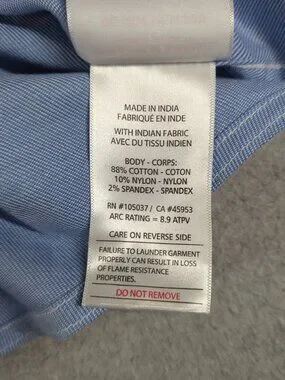 MADE IN INDIA
FABRIQUÉ EN INDE
WITH INDIAN FABRIC
AVEC DU TISSU INDIEN
BODY - CORPS:
88% COTTON - COTON
10% NYLON - NYLON
2% SPANDEX - SPANDEX
RN #105037 / CA #45953
ARC RATING = 8.9 ATPV
CARE ON REVERSE SIDE
FAILURE TO LAUNDER GARMENT
PROPERLY CAN RESULT IN LOSS
OF FLAME RESISTANCE
PROPERTIES.
DO NOT REMOVE